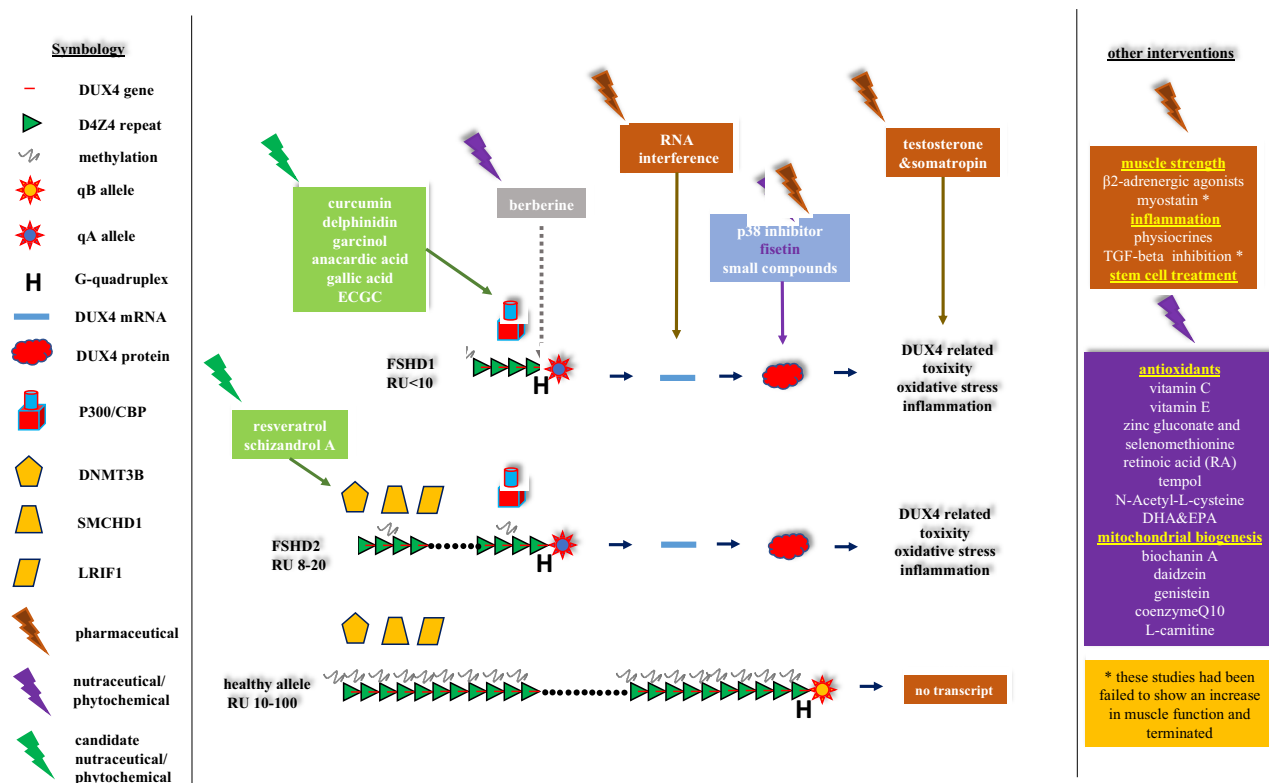 Symbology
DUX4 gene
D4Z4 repeat
methylation
qB allele
qA allele
H
G-quadruplex
DUX4 mRNA
DUX4 protein
P300/CBP
DNMT3B
SMCHD1
LRIF1
pharmaceutical
nutraceutical/
phytochemical
candidate
nutraceutical/
phytochemical
curcumin
delphinidin
garcinol
anacardic acid
gallic acid
ECGC
berberine
RNA
interference
p38 inhibitor
fisetin
small compounds
testosterone
&somatropin
FSHD1
RU<10
H
DUX4 related
toxixity
oxidative stress
inflammation
resveratrol
schizandrol A
FSHD2
RU 8-20
H
DUX4 related
toxixity
oxidative stress
inflammation
healthy allele
RU 10-100
H
no transcript
other interventions
muscle strength
β2-adrenergic agonists
myostatin *
inflammation
physiocrines
TGF-beta inhibition *
stem cell treatment
antioxidants
vitamin C
vitamin E
zinc gluconate and
selenomethionine
retinoic acid (RA)
tempol
N-Acetyl-L-cysteine
DHA&EPA
mitochondrial biogenesis
biochanin A
daidzein
genistein
coenzymeQ10
L-carnitine
* these studies had been
failed to show an increase
in muscle function and
terminated